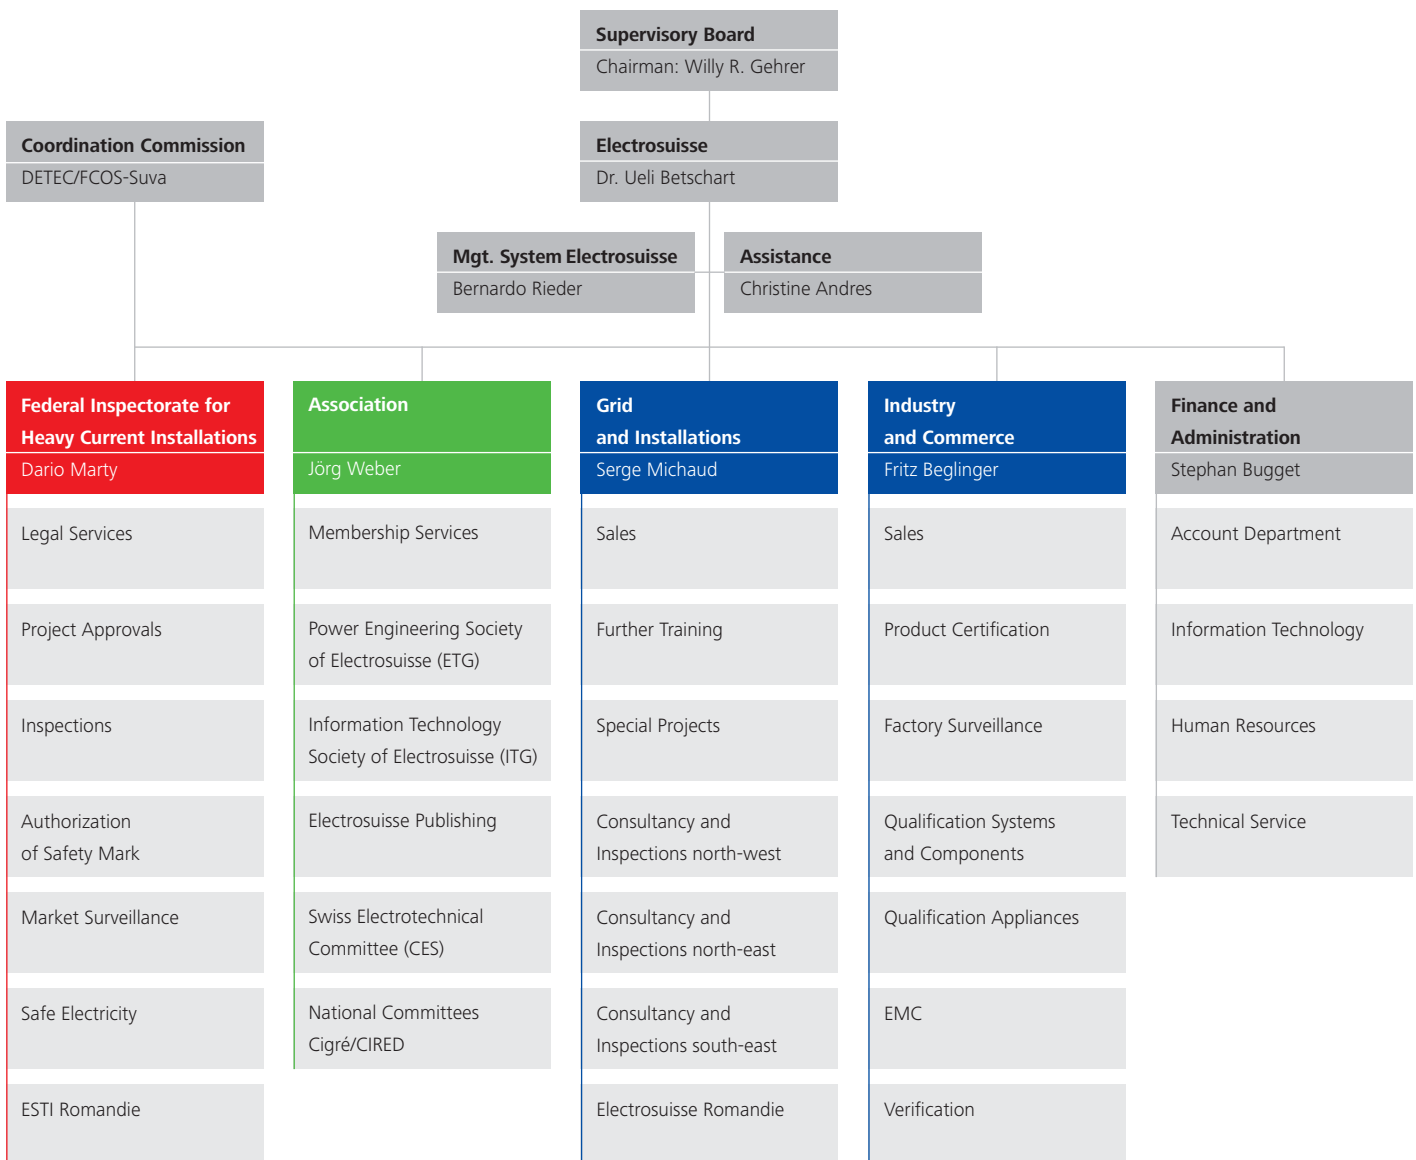 Supervisory Board
Chairman: Willy R. Gehrer
Coordination Commission
DETEC/FCOS-Suva
Electrosuisse
Dr. Ueli Betschart
Mgt. System Electrosuisse
Bernardo Rieder
Assistance
Christine Andres
Federal Inspectorate for
Heavy Current Installations
Dario Marty
Legal Services
Project Approvals
Inspections
Authorization
of Safety Mark
Market Surveillance
Safe Electricity
ESTI Romandie
Association
Jörg Weber
Membership Services
Power Engineering Society
of Electrosuisse (ETG)
Information Technology
Society of Electrosuisse (ITG)
Electrosuisse Publishing
Swiss Electrotechnical
Committee (CES)
National Committees
Cigré/CIRED
Grid
and Installations
Serge Michaud
Sales
Further Training
Special Projects
Consultancy and
Inspections north-west
Consultancy and
Inspections north-east
Consultancy and
Inspections south-east
Electrosuisse Romandie
Industry
and Commerce
Fritz Beglinger
Sales
Product Certification
Factory Surveillance
Qualification Systems
and Components
Qualification Appliances
EMC
Verification
Finance and
Administration
Stephan Bugget
Account Department
Information Technology
Human Resources
Technical Service